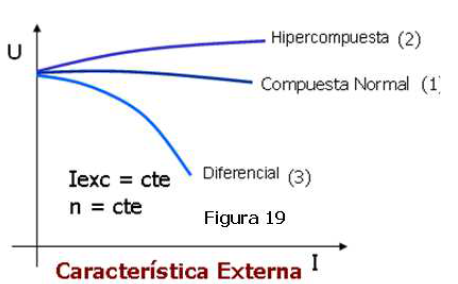 Hipercompuesta (2)
U
Compuesta Normal (1)
Diferencial (3)
Iexc = cte
n = cte
Figura 19
Característica Externa I